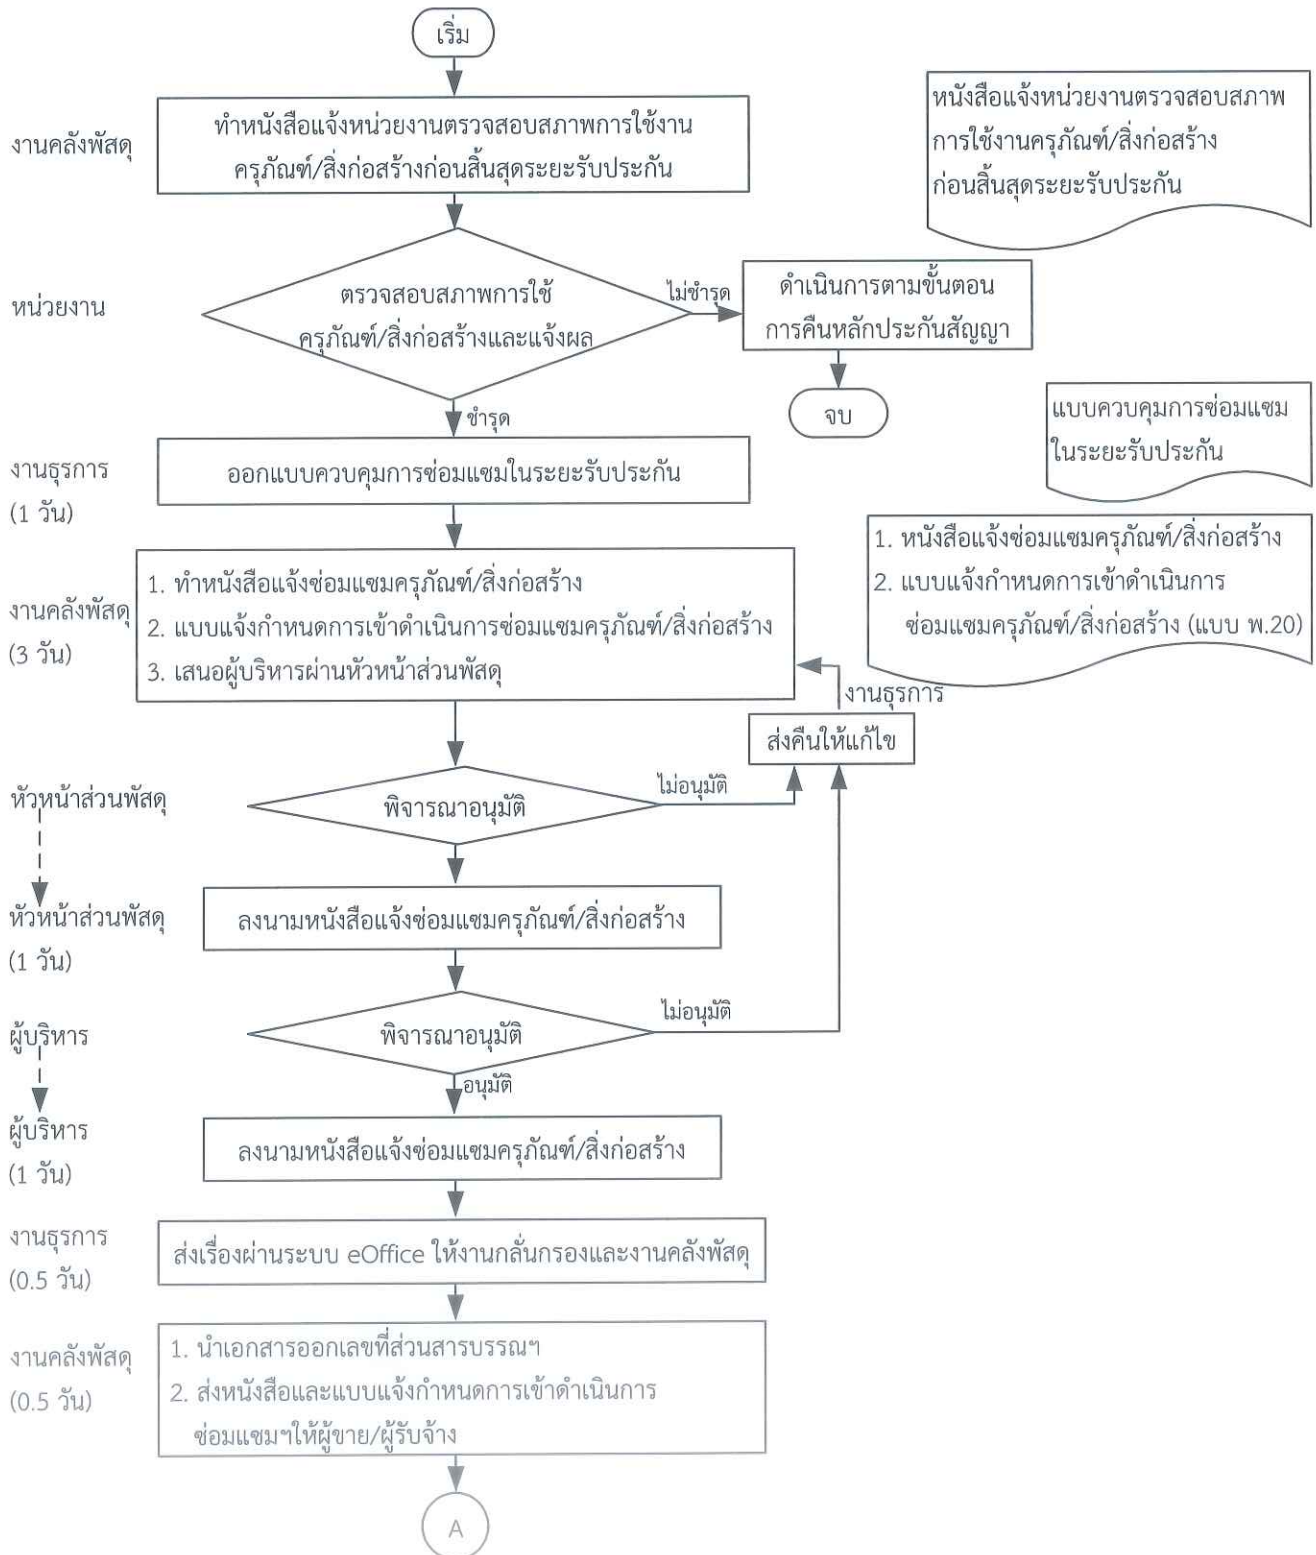 เริ่ม
งานคลังพัสดุ
ทำหนังสือแจ้งหน่วยงานตรวจสอบสภาพการใช้งาน
ครุภัณฑ์/สิ่งก่อสร้างก่อนสิ้นสุดระยะรับประกัน
หนังสือแจ้งหน่วยงานตรวจสอบสภาพ
การใช้งานครุภัณฑ์/สิ่งก่อสร้าง
ก่อนสิ้นสุดระยะรับประกัน
หน่วยงาน
ตรวจสอบสภาพการใช้
ครุภัณฑ์/สิ่งก่อสร้างและแจ้งผล
ไม่ชำรุด
ดำเนินการตามขั้นตอน
การคืนหลักประกันสัญญา
จบ
ชำรุด
แบบควบคุมการซ่อมแซม
ในระยะรับประกัน
งานธุรการ
(1 วัน)
ออกแบบควบคุมการซ่อมแซมในระยะรับประกัน
งานคลังพัสดุ
(3 วัน)
1. ทำหนังสือแจ้งซ่อมแซมครุภัณฑ์/สิ่งก่อสร้าง
2. แบบแจ้งกำหนดการเข้าดำเนินการซ่อมแซมครุภัณฑ์/สิ่งก่อสร้าง
3. เสนอผู้บริหารผ่านหัวหน้าส่วนพัสดุ
1. หนังสือแจ้งซ่อมแซมครุภัณฑ์/สิ่งก่อสร้าง
2. แบบแจ้งกำหนดการเข้าดำเนินการ
ซ่อมแซมครุภัณฑ์/สิ่งก่อสร้าง (แบบ พ.20)
งานธุรการ
ส่งคืนให้แก้ไข
หัวหน้าส่วนพัสดุ
พิจารณาอนุมัติ
ไม่อนุมัติ
หัวหน้าส่วนพัสดุ
(1 วัน)
ลงนามหนังสือแจ้งซ่อมแซมครุภัณฑ์/สิ่งก่อสร้าง
ผู้บริหาร
พิจารณาอนุมัติ
ไม่อนุมัติ
อนุมัติ
ผู้บริหาร
(1 วัน)
ลงนามหนังสือแจ้งซ่อมแซมครุภัณฑ์/สิ่งก่อสร้าง
งานธุรการ
(0.5 วัน)
ส่งเรื่องผ่านระบบ eOffice ให้งานกลั่นกรองและงานคลังพัสดุ
งานคลังพัสดุ
(0.5 วัน)
1. นำเอกสารออกเลขที่ส่วนสารบรรณฯ
2. ส่งหนังสือและแบบแจ้งกำหนดการเข้าดำเนินการ
ซ่อมแซมฯให้ผู้ขาย/ผู้รับจ้าง
A